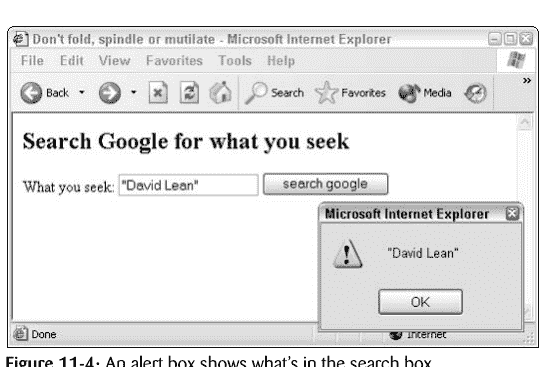 Don't fold, spindle or mutilate - Microsoft Internet Explorer
File Edit View Favorites Tools Help
Back Search Favorites Media »
Search Google for what you seek
What you seek: "David Lean" search google
Microsoft Internet Explorer
"David Lean"
OK
Done Internet
Figure 11-4: An alert box shows what's in the search box